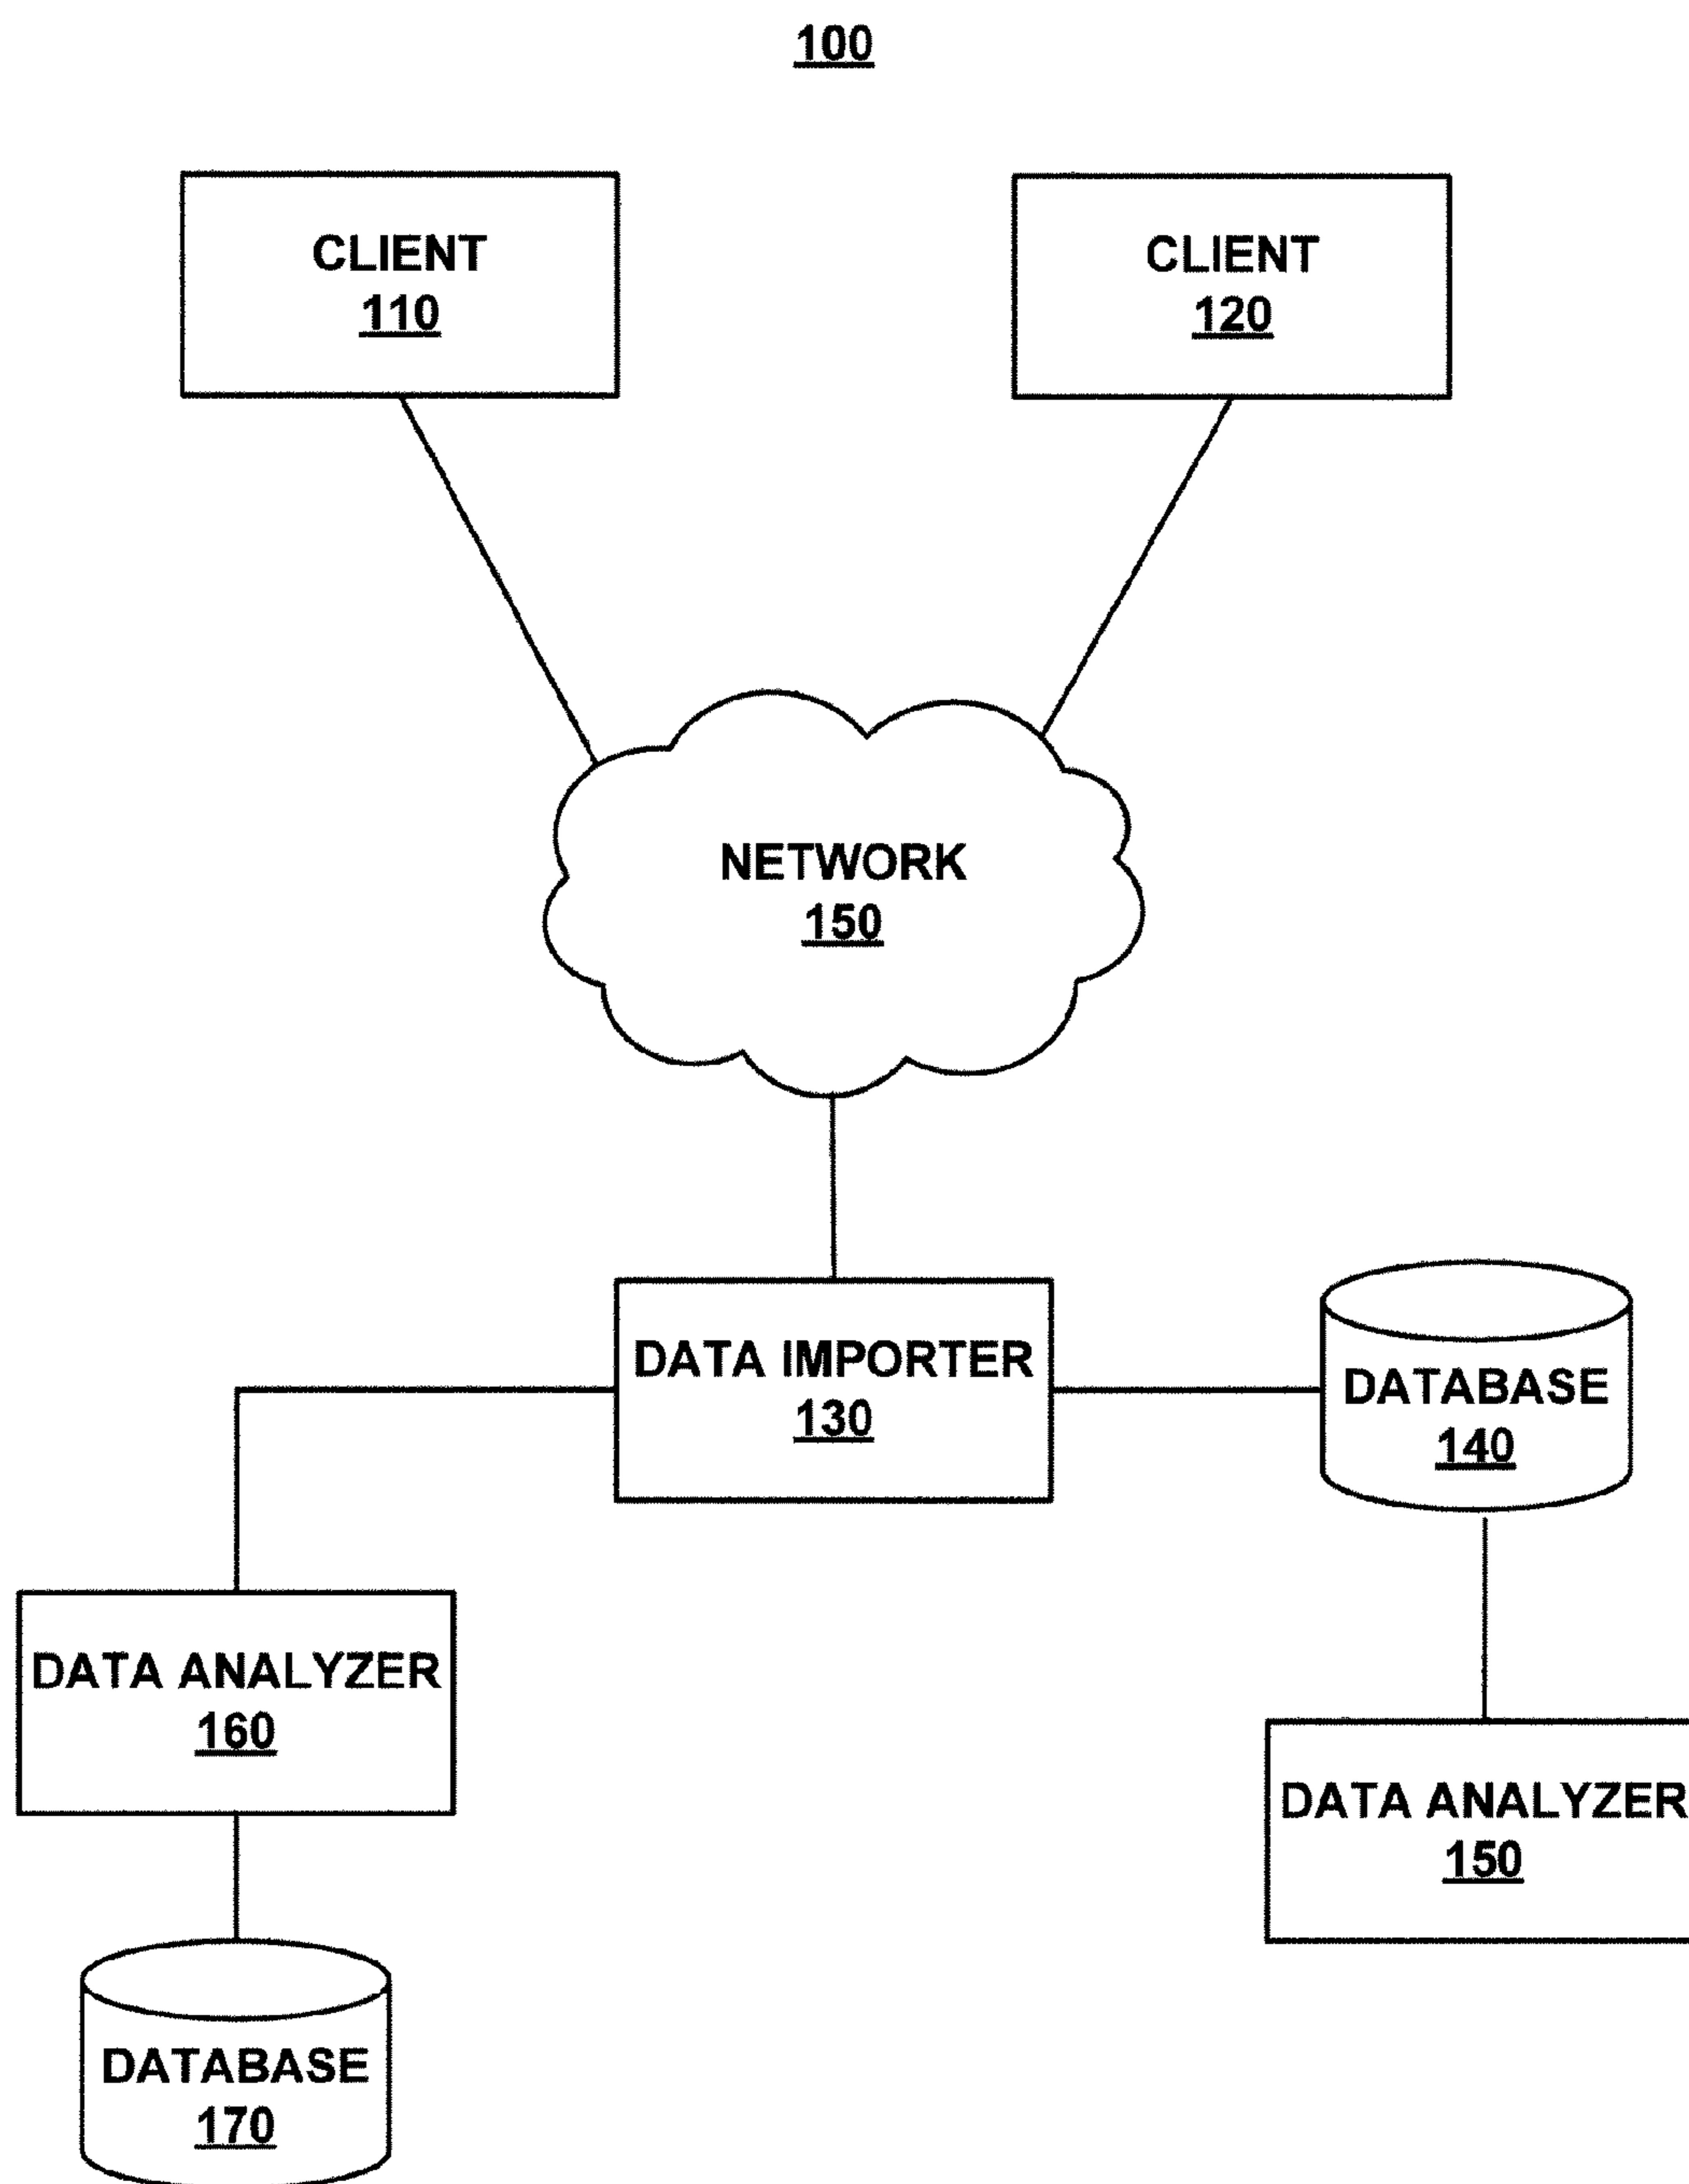 100
CLIENT
110
CLIENT
120
NETWORK
150
DATA IMPORTER
130
DATABASE
140
DATA ANALYZER
160
DATA ANALYZER
150
DATABASE
170